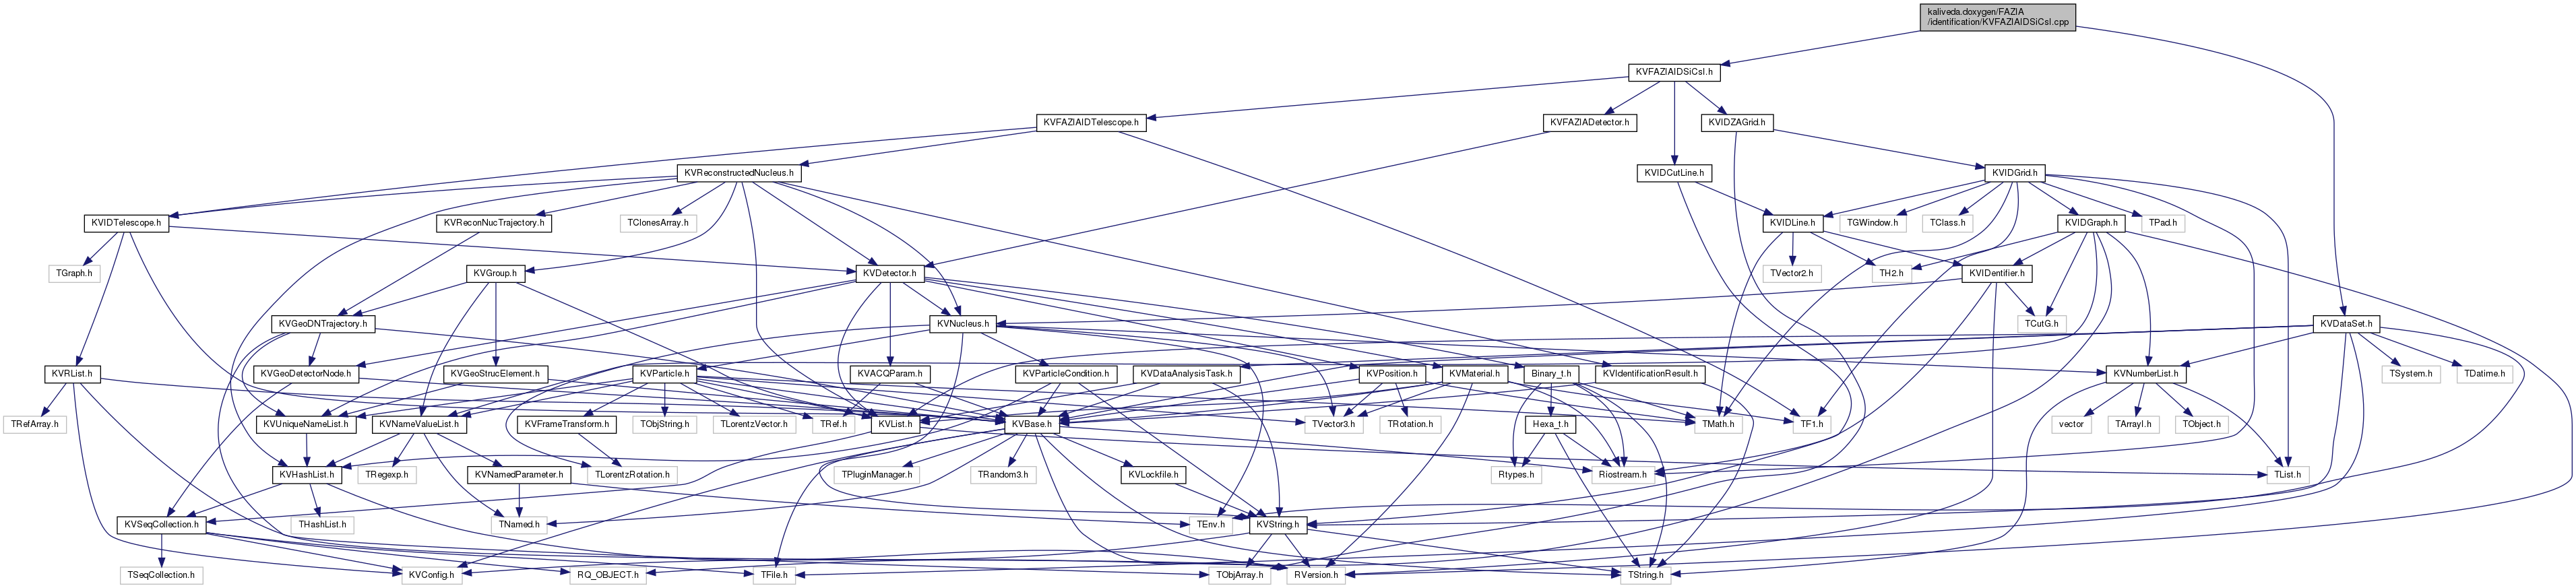 kaliveda.doxygen/FAZIA
/identification/KVFAZIAIDSiCsI.cpp
KVFAZIAIDSiCsI.h
KVFAZIAIDTelescope.h
KVFAZIADetector.h
KVIDZAGrid.h
KVReconstructedNucleus.h
KVIDCutLine.h
KVIDGrid.h
KVIDTelescope.h
KVReconNucTrajectory.h
TClonesArray.h
KVIDLine.h
TGWindow.h
TClass.h
KVIDGraph.h
TPad.h
TGraph.h
KVGroup.h
KVDetector.h
TVector2.h
TH2.h
KVIDentifier.h
KVGeoDNTrajectory.h
KVNucleus.h
TCutG.h
KVDataSet.h
KVRList.h
KVGeoDetectorNode.h
KVGeoStrucElement.h
KVParticle.h
KVACQParam.h
KVParticleCondition.h
KVDataAnalysisTask.h
KVPosition.h
KVMaterial.h
Binary_t.h
KVIdentificationResult.h
KVNumberList.h
TSystem.h
TDatime.h
TRefArray.h
KVUniqueNameList.h
KVNameValueList.h
KVFrameTransform.h
TObjString.h
TLorentzVector.h
TRef.h
KVList.h
KVBase.h
TVector3.h
TRotation.h
Hexa_t.h
TMath.h
TF1.h
vector
TArrayI.h
TObject.h
KVHashList.h
TRegexp.h
KVNamedParameter.h
TLorentzRotation.h
TPluginManager.h
TRandom3.h
KVLockfile.h
Rtypes.h
Riostream.h
TList.h
KVSeqCollection.h
THashList.h
TNamed.h
TEnv.h
KVString.h
TSeqCollection.h
KVConfig.h
RQ_OBJECT.h
TFile.h
TObjArray.h
RVersion.h
TString.h